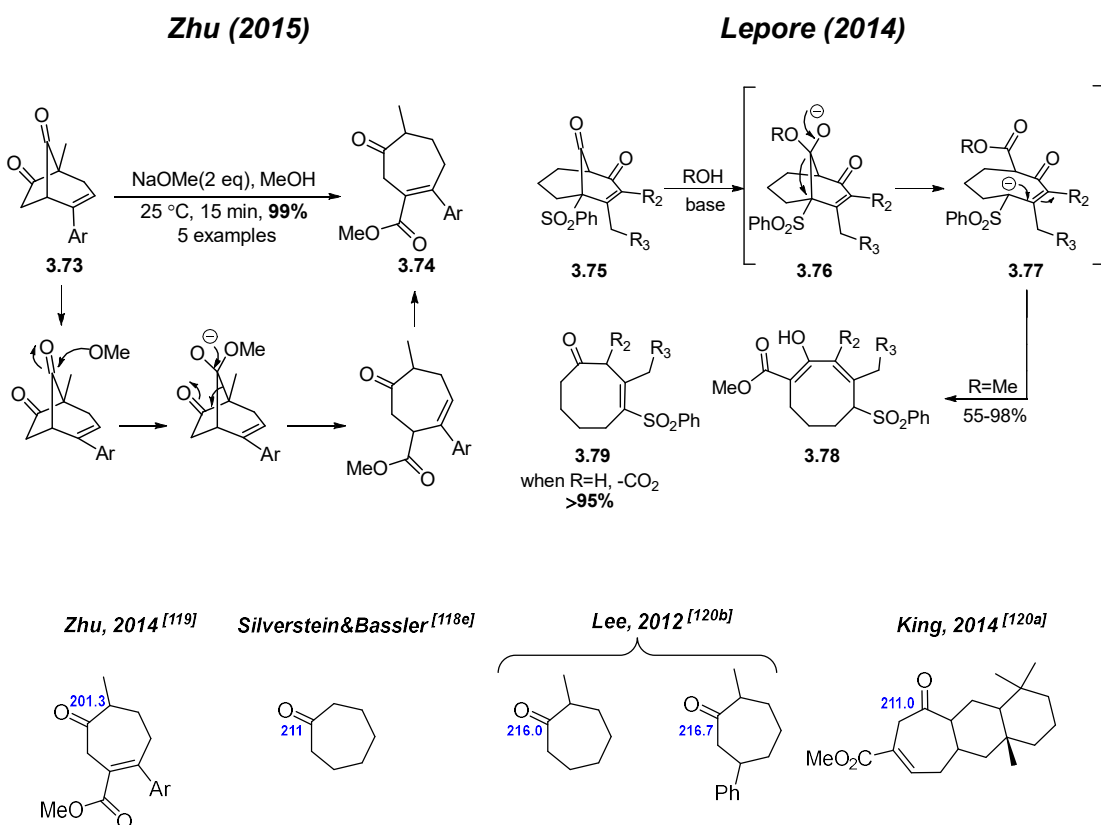 Zhu (2015)
Lepore (2014)
O
O
Ar
3.73
NaOMe(2 eq), MeOH
25 °C, 15 min, 99%
5 examples
O
MeO
O
Ar
3.74
O
O
SO2Ph
R2
R3
3.75
ROH
base
RO
O
⊖
O
PhO2S
R2
R3
3.76
O
RO
O
⊖
PhO2S
R2
R3
3.77
O
OMe
O
Ar
⊖
O
OMe
O
Ar
O
MeO
O
Ar
O
R2
R3
SO2Ph
3.79
when R=H, -CO2
>95%
HO
R2
R3
O
MeO
SO2Ph
3.78
R=Me
55-98%
Zhu, 2014 [119]
Silverstein&Bassler [118e]
Lee, 2012 [120b]
King, 2014 [120a]
201.3
O
MeO
O
Ar
O
211
O
216.0
O
216.7
Ph
O
211.0
MeO2C